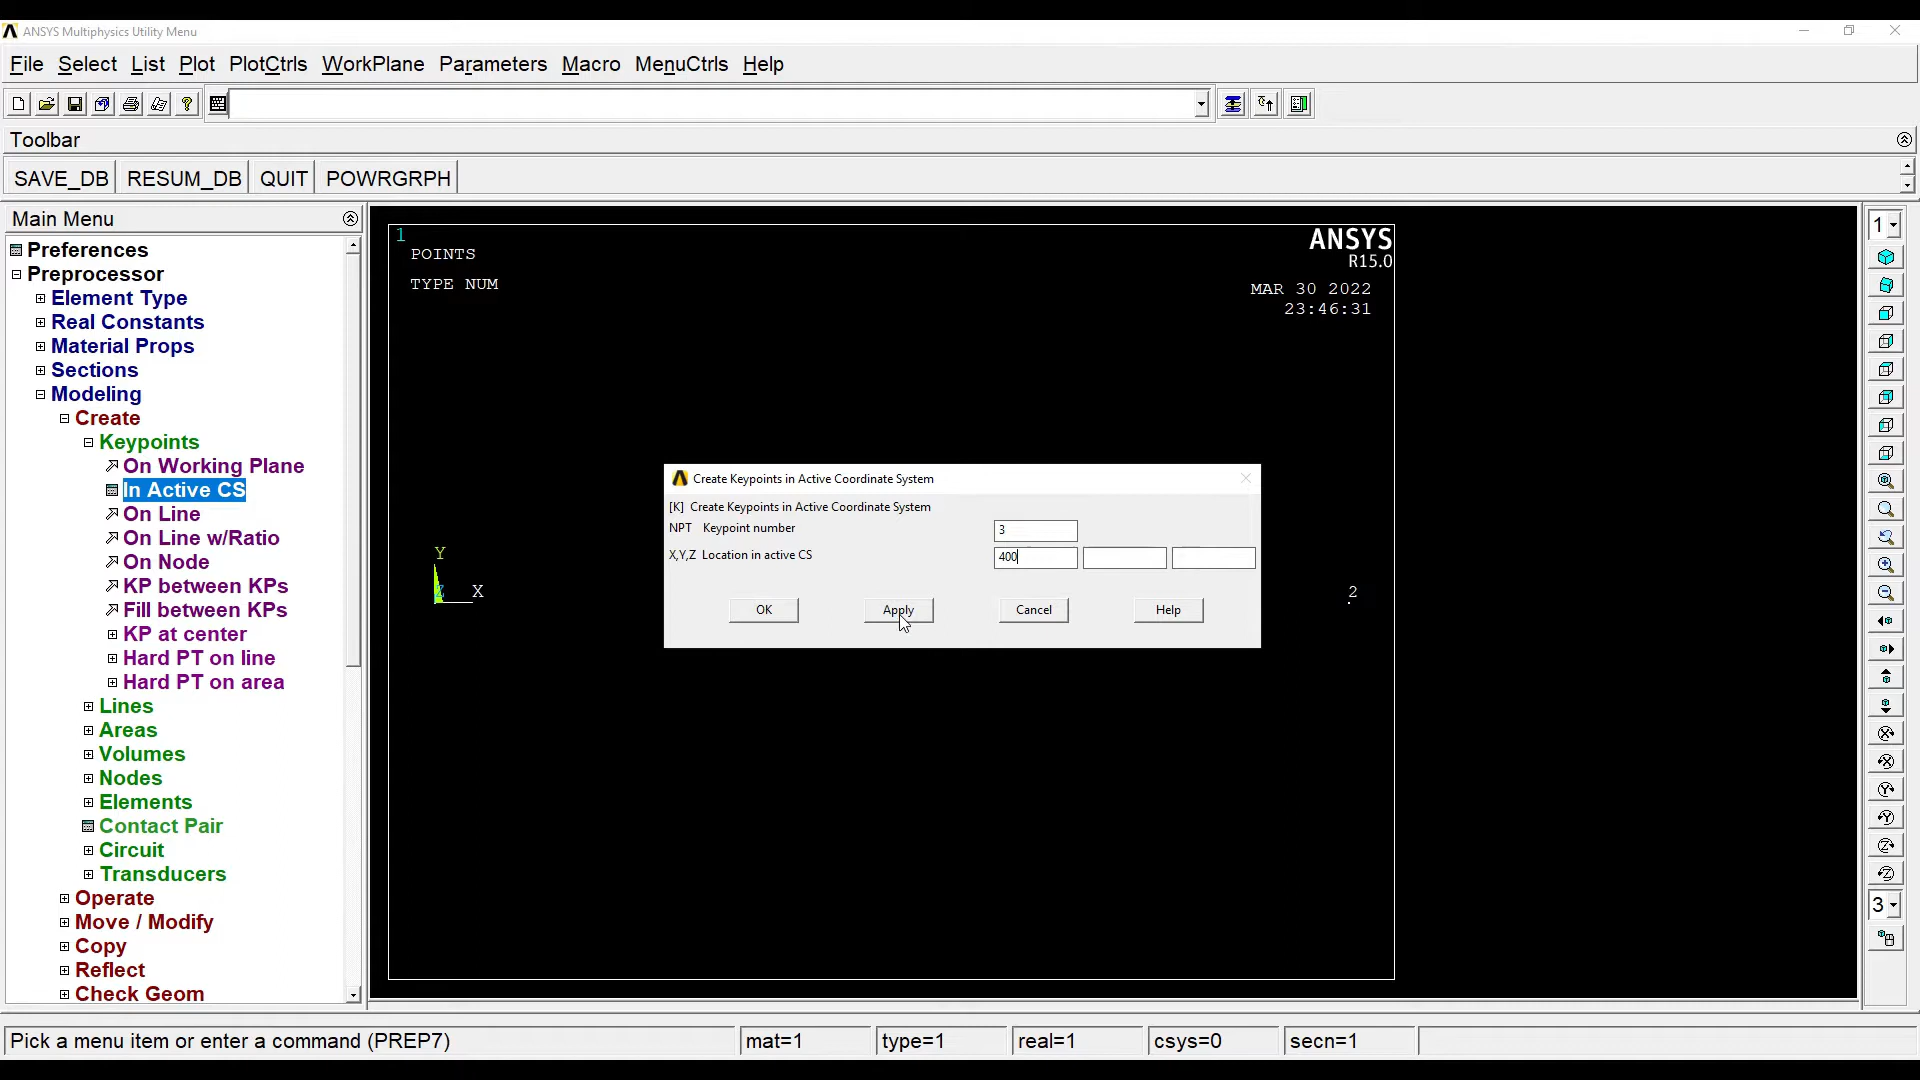 ANSYS Multiphysics Utility Menu
File Select List Plot PlotCtrls WorkPlane Parameters Macro MenuCtrls Help
Toolbar
SAVE_DB RESUM_DB QUIT POWRGRPH
Main Menu
Preferences
Preprocessor
Element Type
Real Constants
Material Props
Sections
Modeling
Create
Keypoints
On Working Plane
In Active CS
On Line
On Line w/Ratio
On Node
KP between KPs
Fill between KPs
KP at center
Hard PT on line
Hard PT on area
Lines
Areas
Volumes
Nodes
Elements
Contact Pair
Circuit
Transducers
Operate
Move / Modify
Copy
Reflect
Check Geom
1
POINTS
TYPE NUM
ANSYS
R15.0
MAR 30 2022
23:46:31
Y
Z X
2
Create Keypoints in Active Coordinate System
[K] Create Keypoints in Active Coordinate System
NPT Keypoint number 3
X,Y,Z Location in active CS 400
OK Apply Cancel Help
1
3
Pick a menu item or enter a command (PREP7) mat=1 type=1 real=1 csys=0 secn=1